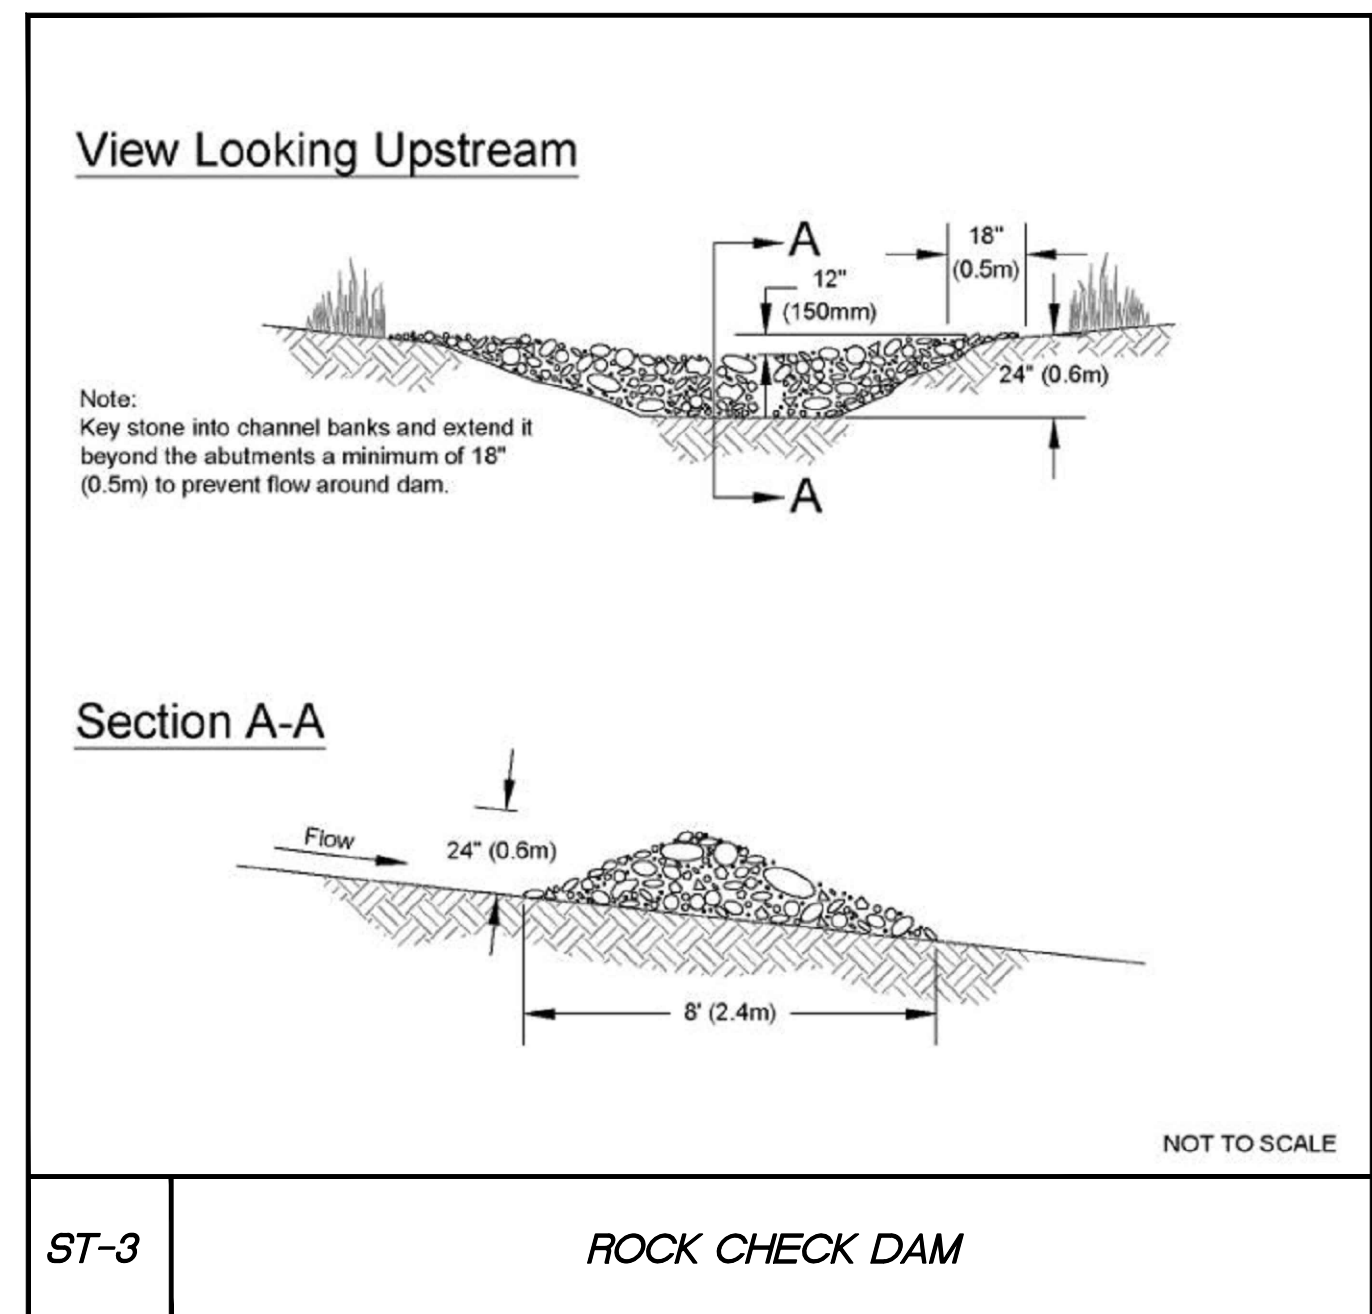 View Looking Upstream
A
18"
(0.5m)
12"
(150mm)
24" (0.6m)
Note:
Key stone into channel banks and extend it
beyond the abutments a minimum of 18"
(0.5m) to prevent flow around dam.
A
Section A-A
Flow
24" (0.6m)
8' (2.4m)
NOT TO SCALE
ST-3
ROCK CHECK DAM